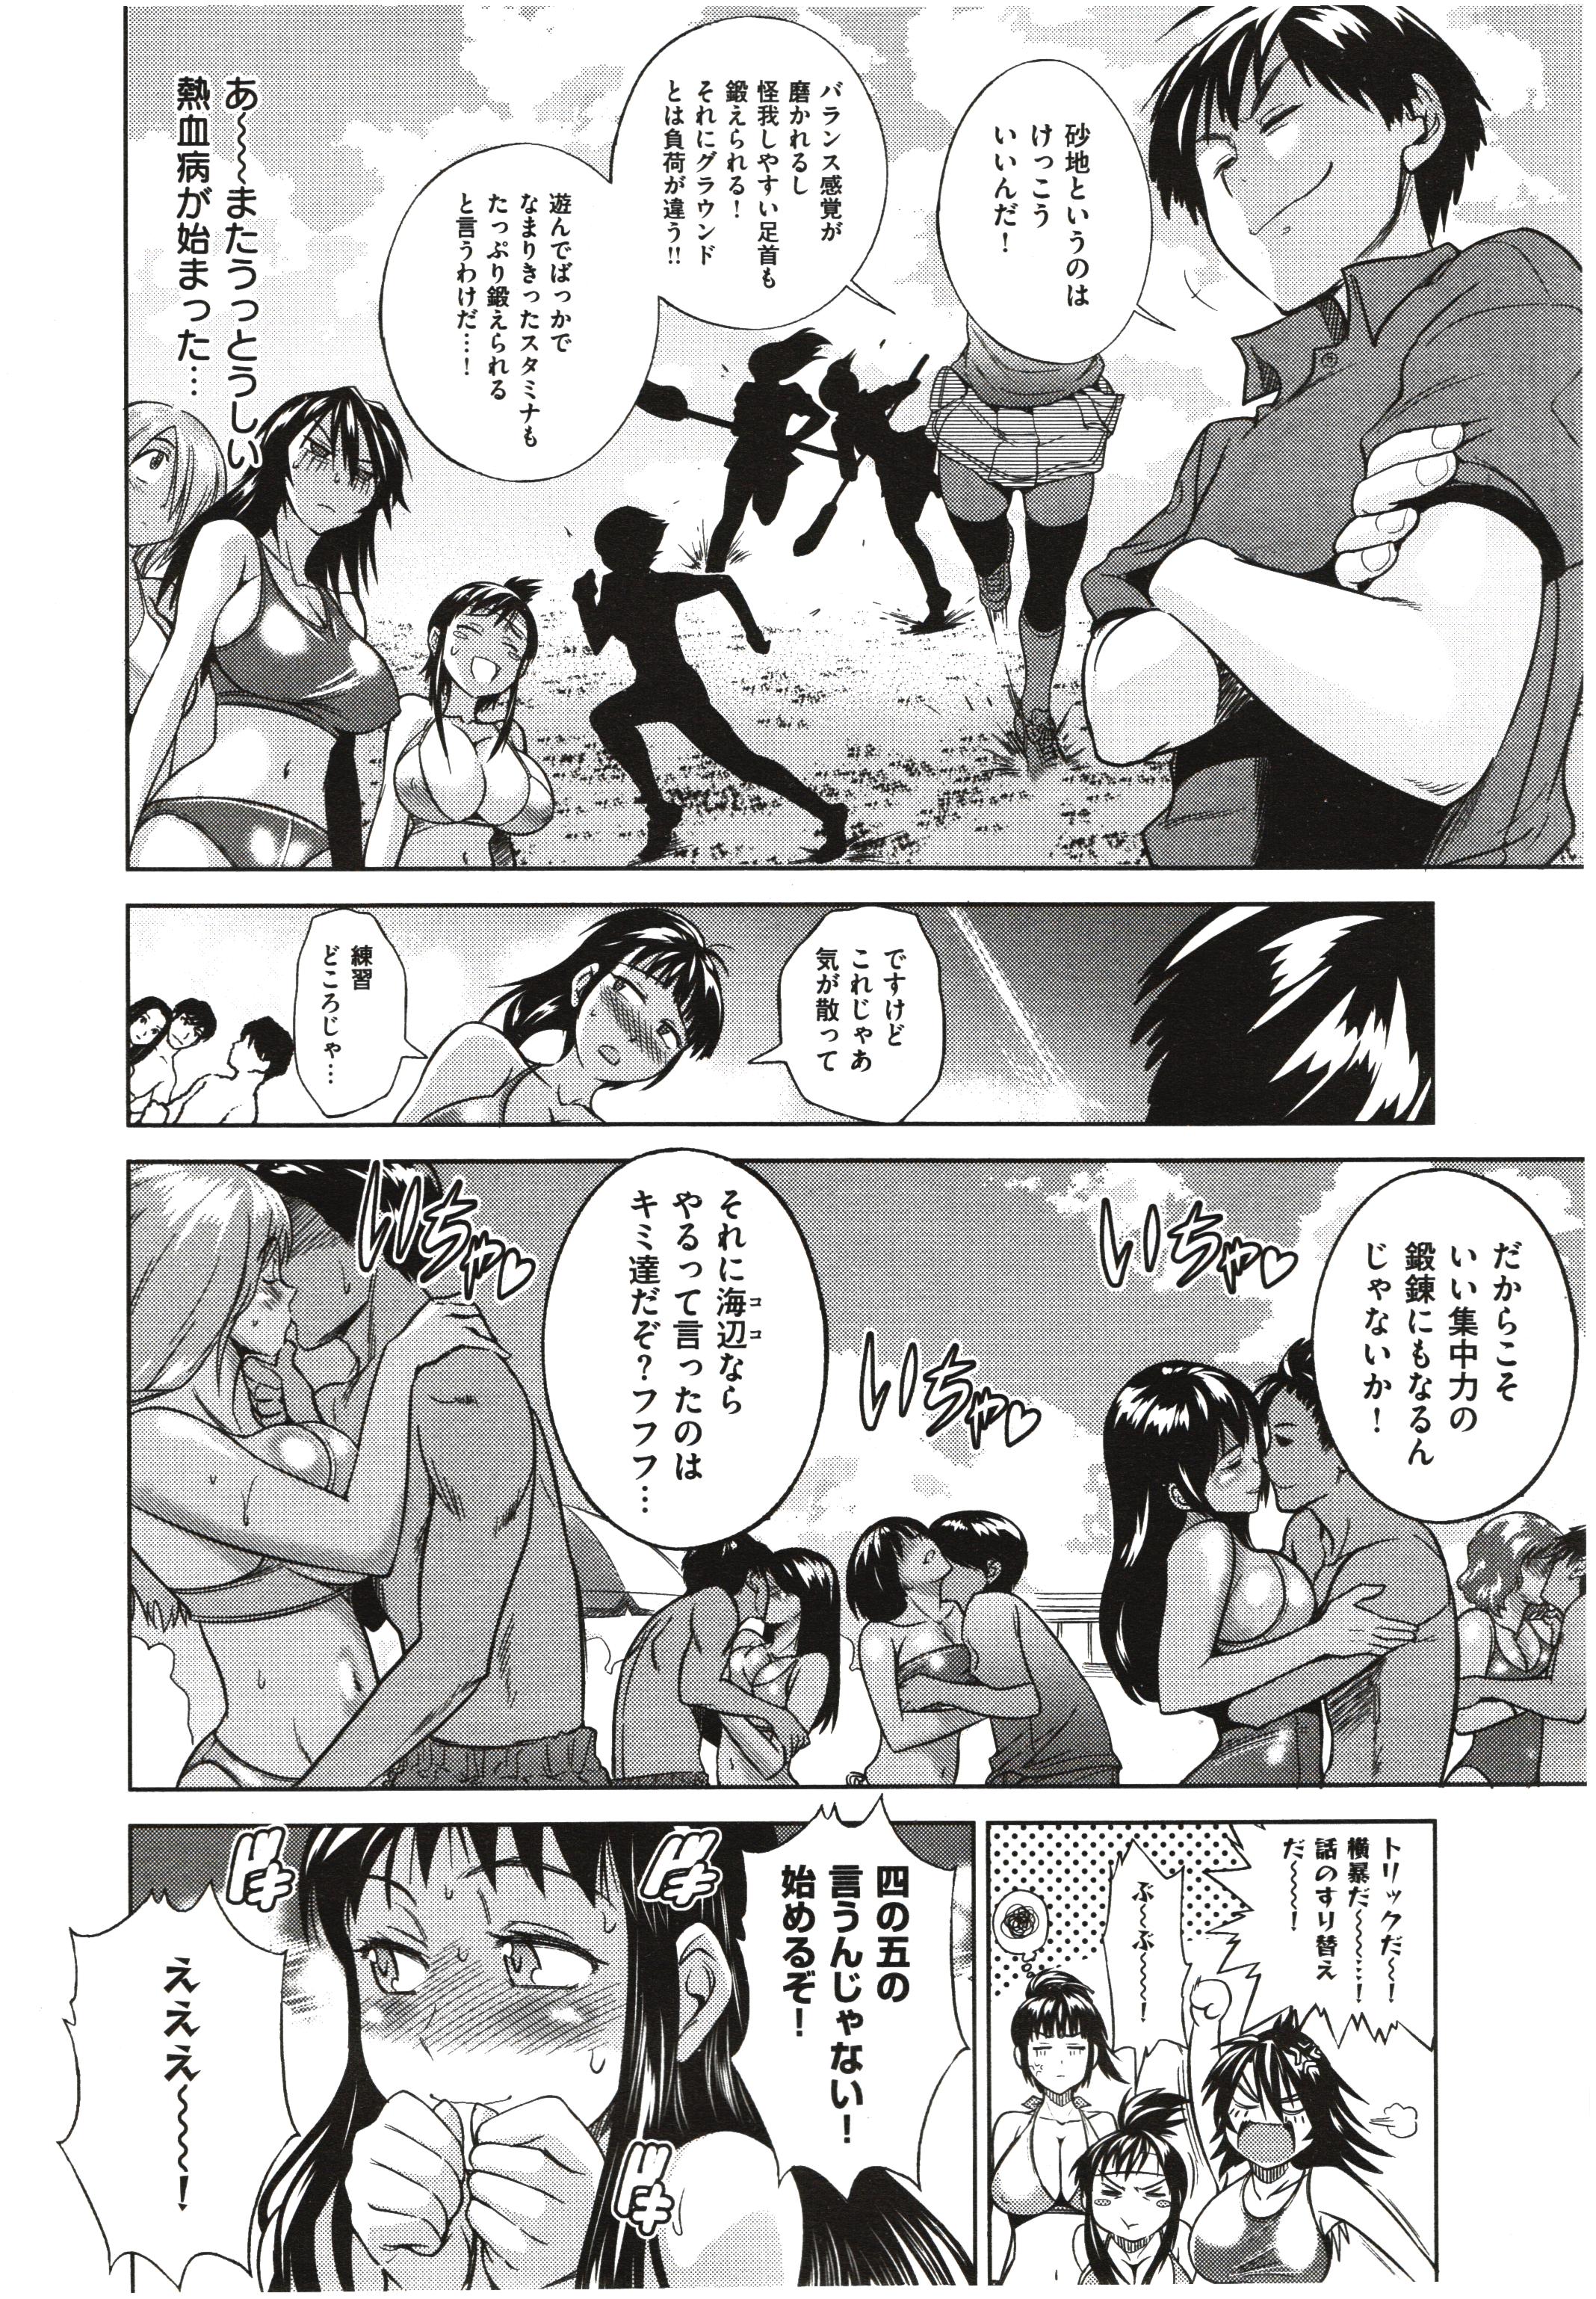 砂地というのは
けっこう
いいんだ！
バランス感覚が
磨かれるし
怪我しやすい足首も
鍛えられる！
それにグラウンド
とは負荷が違う!!
遊んでばっかで
なまりきったスタミナも
たっぷり鍛えられる
と言うわけだ…！
あ〜〜〜またうっとうしい
熱血病が始まった…
ですけど
これじゃあ
気が散って
練習
どころじゃ…
だからこそ
いい集中力の
鍛錬にもなるん
じゃないか！
いちゃ♡
いちゃ♡
それに海辺なら
ココ
やるって言ったのは
キミ達だぞ？フフフ…
いちゃ♡
トリックだ〜！
横暴だ〜〜〜…！
話のすり替え
だ〜〜〜！
ぶ〜ぶ〜〜〜！
四の五の
言うんじゃない！
始めるぞ！
ドキ
ドキ
ドキ
えええ〜〜〜〜！